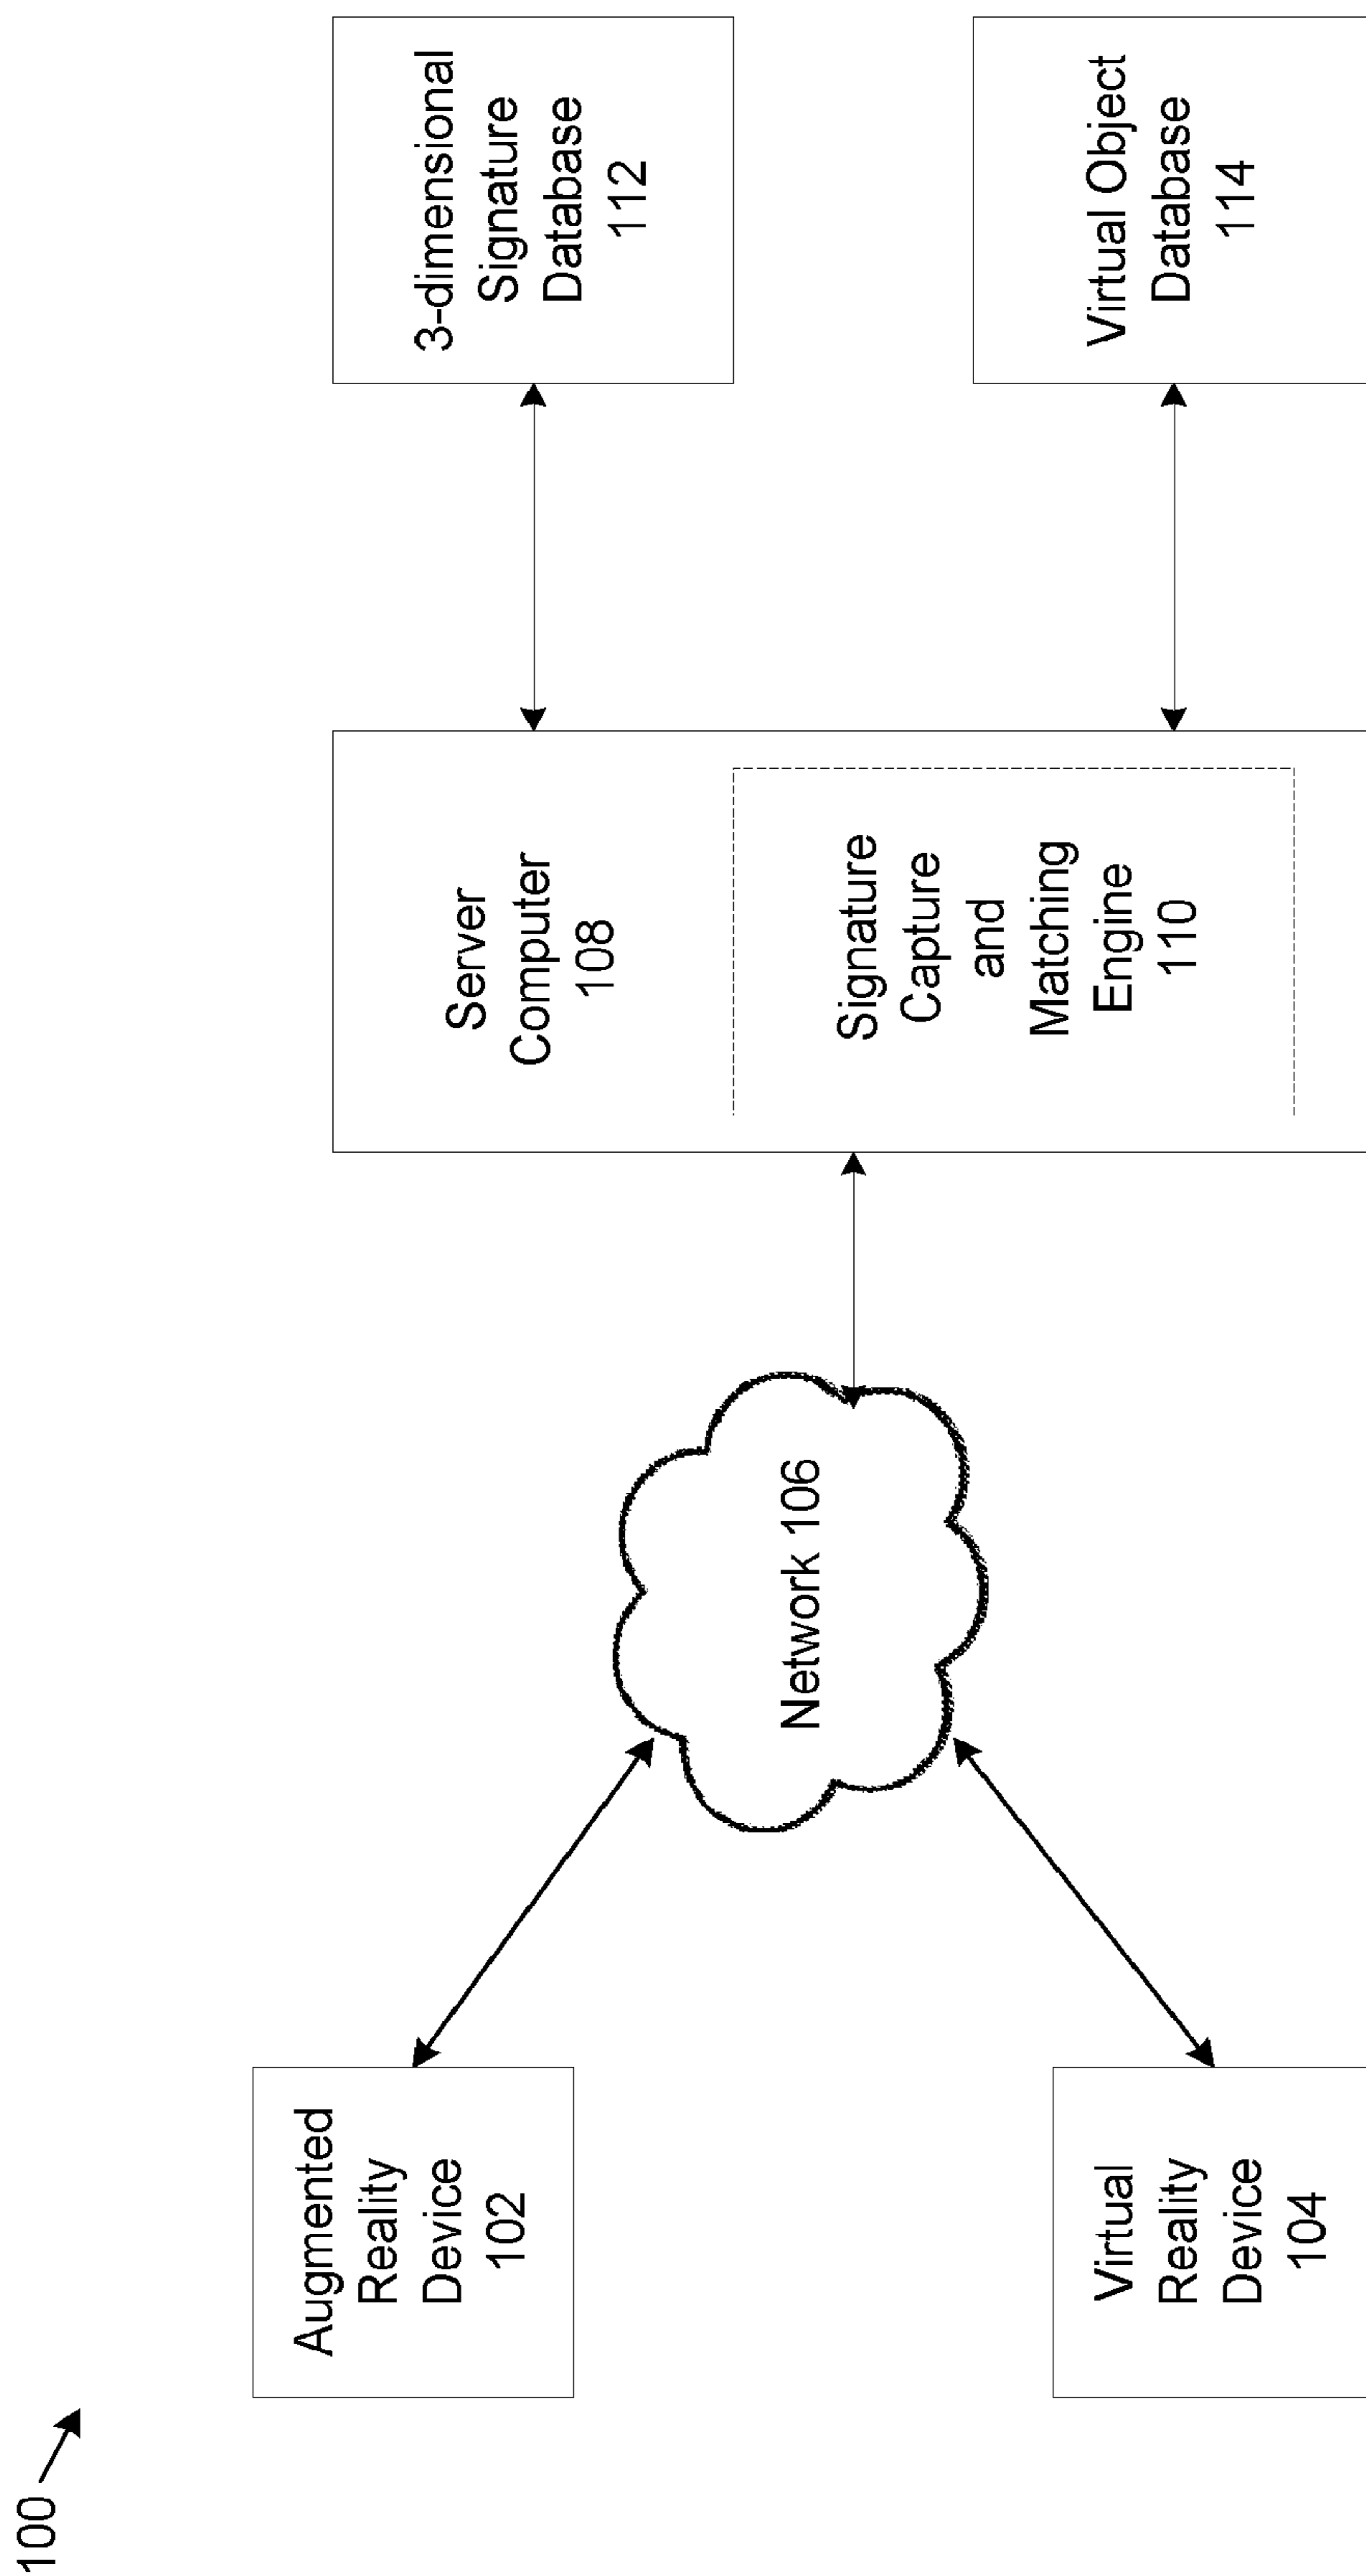 100
Augmented
Reality
Device
102
Virtual
Reality
Device
104
Network 106
Server
Computer
108
Signature
Capture
and
Matching
Engine
110
3-dimensional
Signature
Database
112
Virtual Object
Database
114